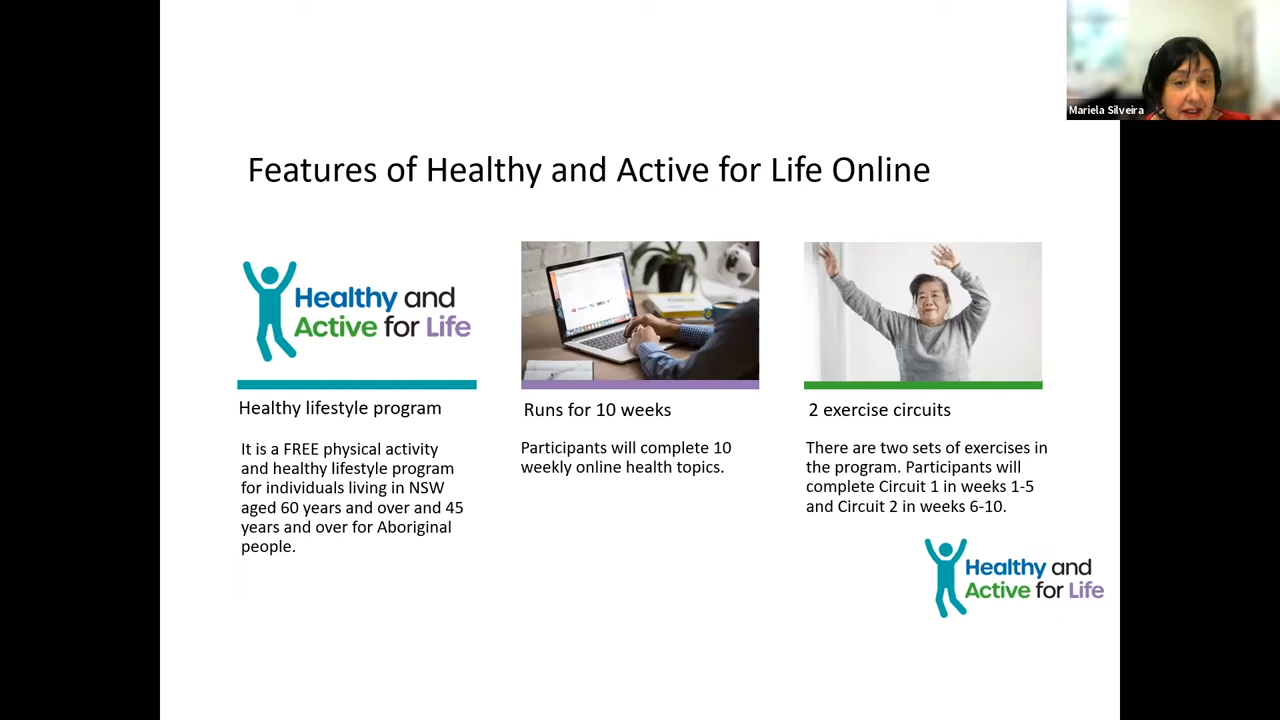 Mariela Silveira
Features of Healthy and Active for Life Online
Healthy and
Active for Life
Healthy lifestyle program
It is a FREE physical activity
and healthy lifestyle program
for individuals living in NSW
aged 60 years and over and 45
years and over for Aboriginal
people.
Runs for 10 weeks
Participants will complete 10
weekly online health topics.
2 exercise circuits
There are two sets of exercises in
the program. Participants will
complete Circuit 1 in weeks 1-5
and Circuit 2 in weeks 6-10.
Healthy and
Active for Life